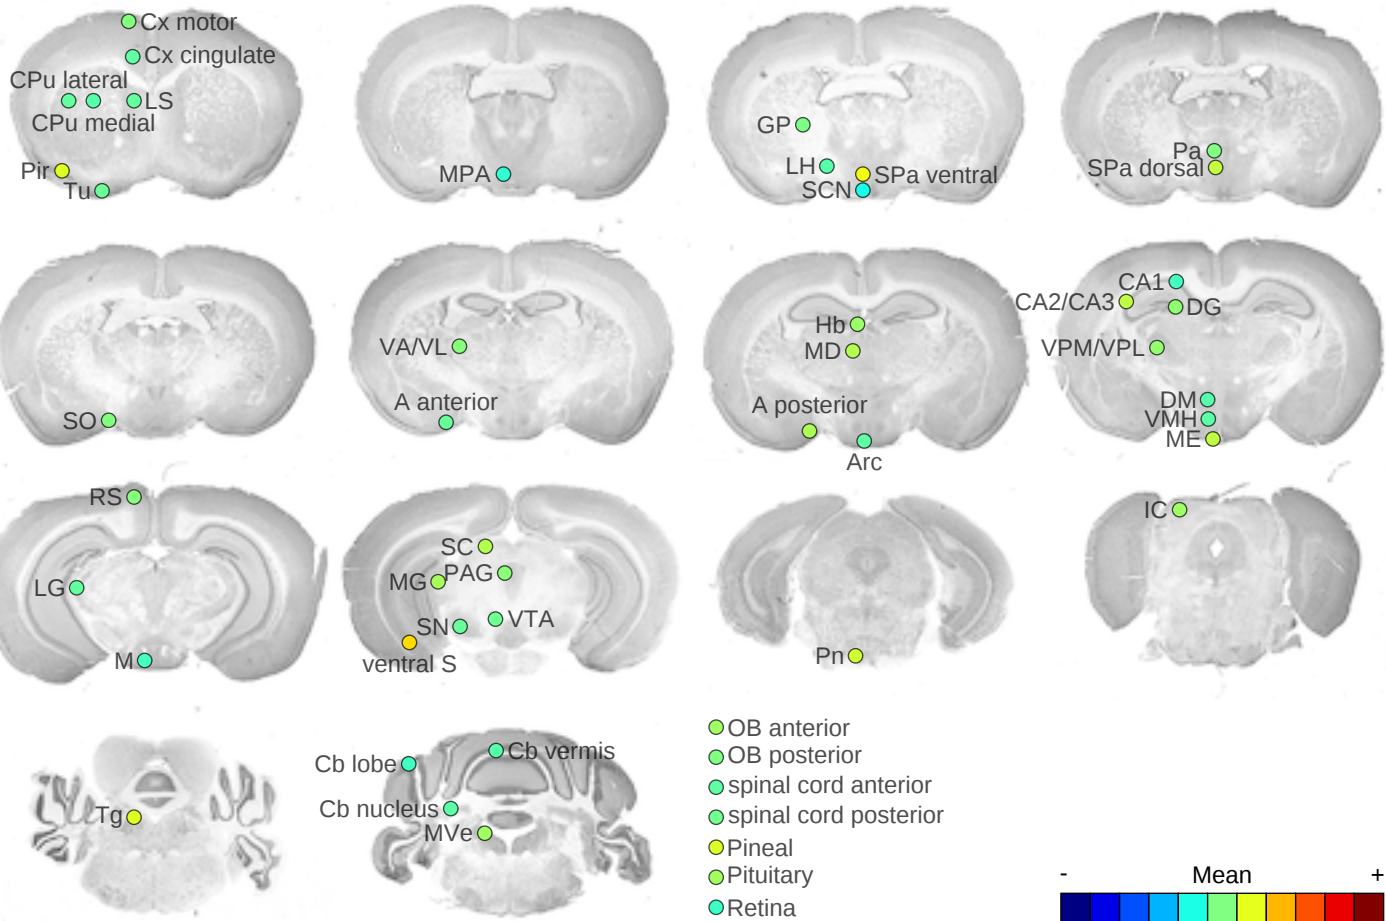 Cx motor
Cx cingulate
CPu lateral
LS
CPu medial
Pir
Tu
MPA
GP
LH
SPa ventral
SCN
Pa
SPa dorsal
SO
VA/VL
A anterior
Hb
MD
A posterior
Arc
CA1
CA2/CA3
DG
VPM/VPL
DM
VMH
ME
RS
LG
M
SC
MG
PAG
SN
VTA
ventral S
Pn
IC
Tg
Cb vermis
Cb lobe
Cb nucleus
MVe
OB anterior
OB posterior
spinal cord anterior
spinal cord posterior
Pineal
Pituitary
Retina
- Mean +